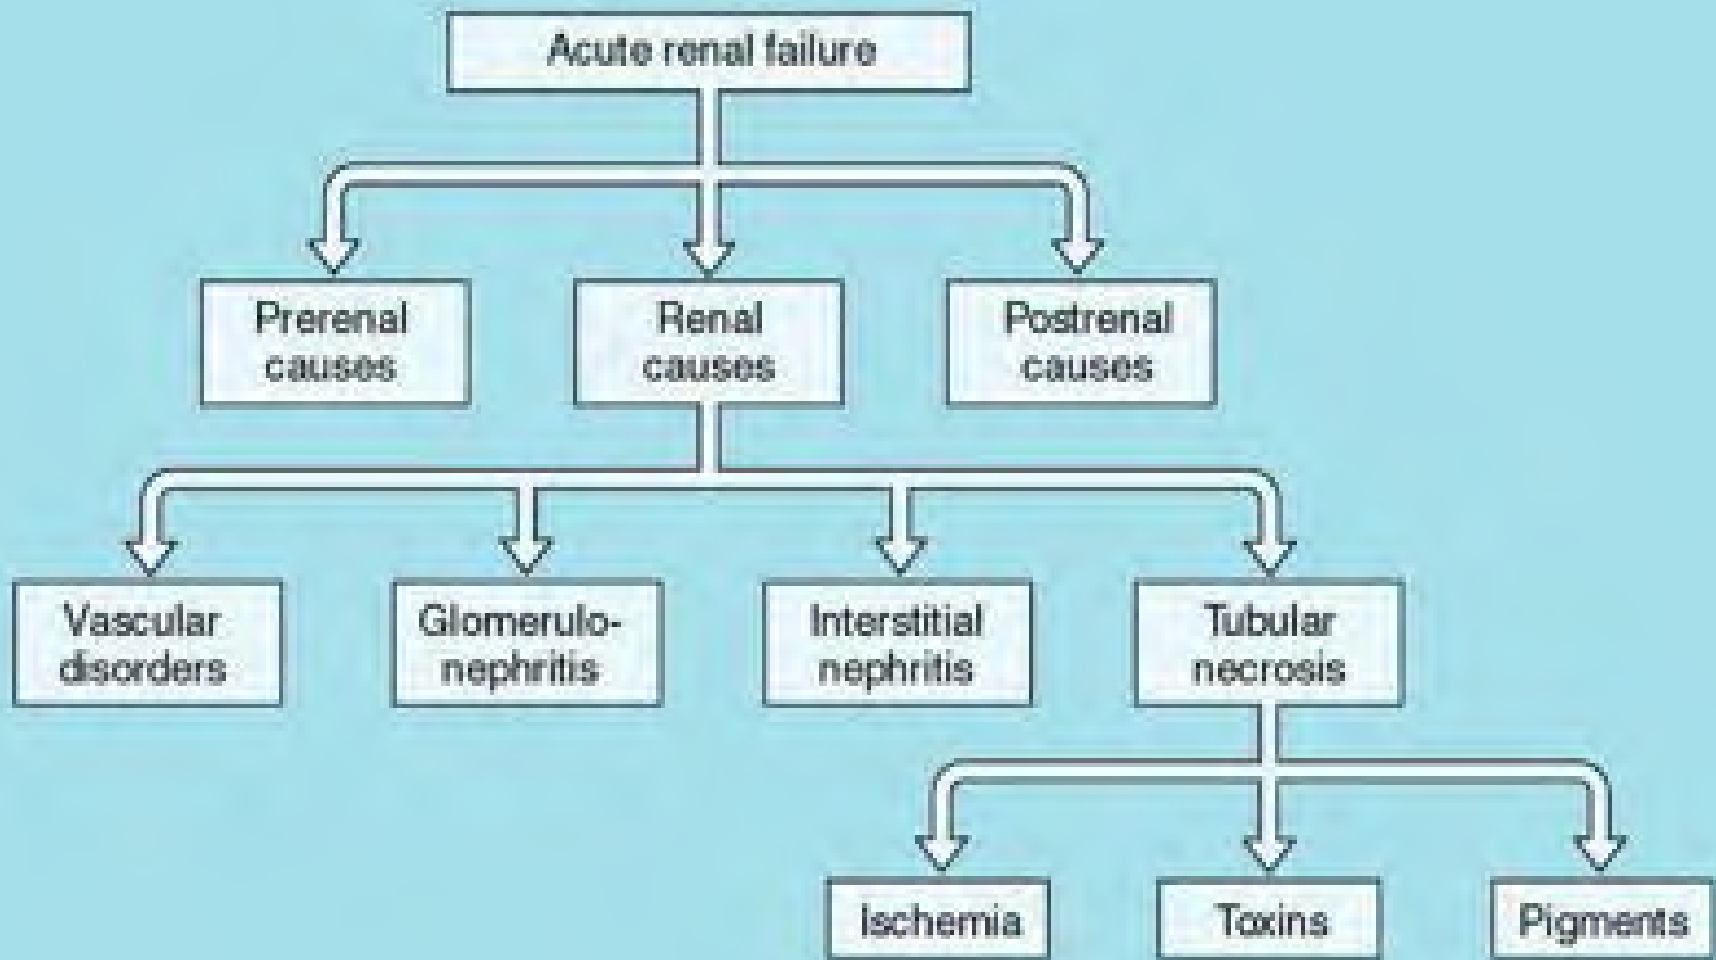 Acute renal failure
Prerenal
causes
Renal
causes
Postrenal
causes
Vascular
disorders
Glomerulo-
nephritis
Interstitial
nephritis
Tubular
necrosis
Ischemia
Toxins
Pigments